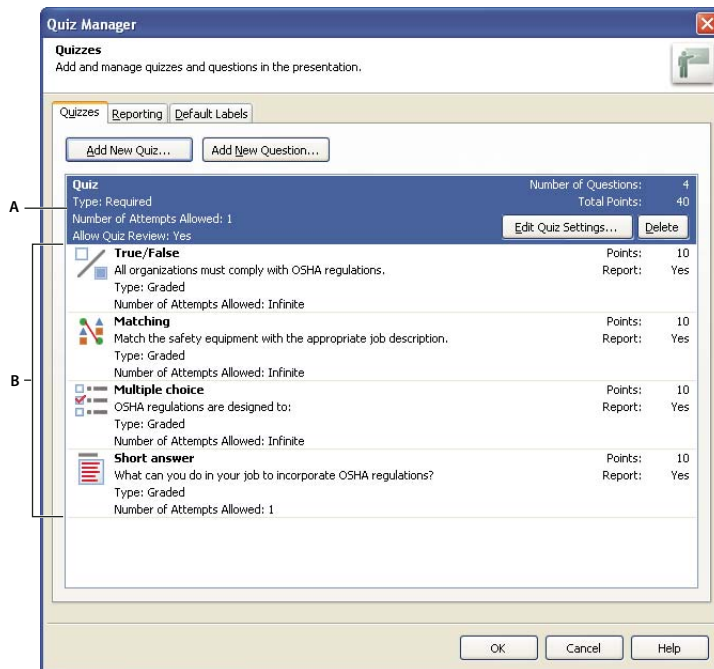 Quiz Manager
Quizzes
Add and manage quizzes and questions in the presentation.
Quizzes Reporting Default Labels
Add New Quiz... Add New Question...
Quiz Number of Questions: 4
A Type: Required Total Points: 40
Number of Attempts Allowed: 1 Edit Quiz Settings... Delete
Allow Quiz Review: Yes
True/False Points: 10
All organizations must comply with OSHA regulations. Report: Yes
Type: Graded
Number of Attempts Allowed: Infinite
Matching Points: 10
Match the safety equipment with the appropriate job description. Report: Yes
Type: Graded
Number of Attempts Allowed: Infinite
B Multiple choice Points: 10
OSHA regulations are designed to: Report: Yes
Type: Graded
Number of Attempts Allowed: Infinite
Short answer Points: 10
What can you do in your job to incorporate OSHA regulations? Report: Yes
Type: Graded
Number of Attempts Allowed: 1
OK Cancel Help